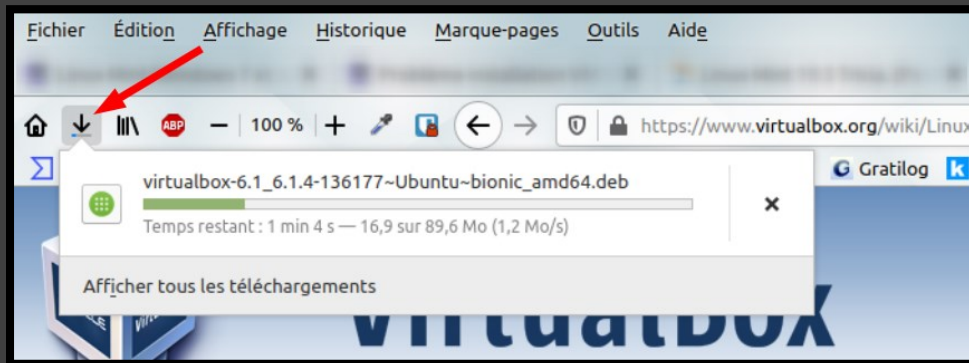 Fichier Édition Affichage Historique Marque-pages Outils Aide
ABP 100 % https://www.virtualbox.org/wiki/Linux
G Gratilog k
virtualbox-6.1_6.1.4-136177~Ubuntu~bionic_amd64.deb
Temps restant : 1 min 4 s — 16,9 sur 89,6 Mo (1,2 Mo/s)
Afficher tous les téléchargements
VirtualBox